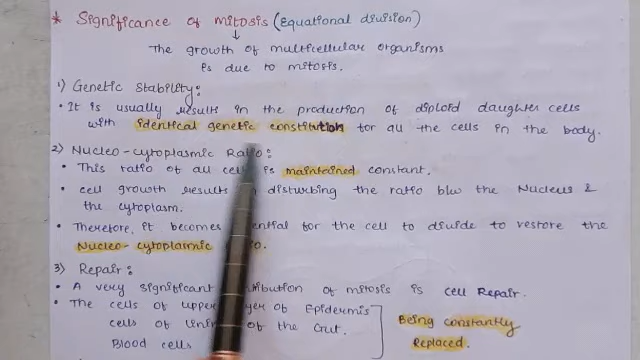 * Significance of mitosis (Equational division)
The growth of multicellular organisms
is due to mitosis.
1) Genetic Stability:
• It is usually results in the production of diploid daughter cells
with identical genetic constitution for all the cells in the body.
2) Nucleo-cytoplasmic Ratio:
• This ratio of all is maintained constant.
• cell growth results disturbing the ratio b/w the Nucleus &
the cytoplasm.
• Therefore, it becomes for the cell to divide to restore the
Nucleo-cytoplasmic
3) Repair:
• A very significant of mitosis is cell Repair.
• The cells of upper of Epidermis
cells of of the Gut.
Blood cells
Being constantly
Replaced.